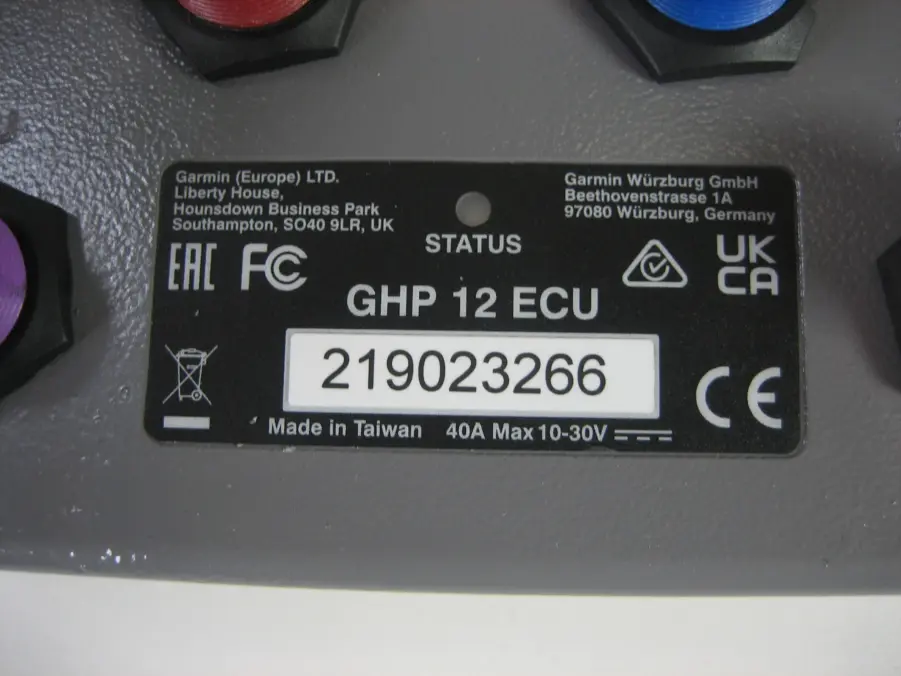 Garmin (Europe) LTD.
Liberty House,
Hounsdown Business Park
Southampton, SO40 9LR, UK
Garmin Würzburg GmbH
Beethovenstrasse 1A
97080 Würzburg, Germany
STATUS
EAC FC
UK
CA
GHP 12 ECU
219023266
CE
Made in Taiwan 40A Max 10-30V